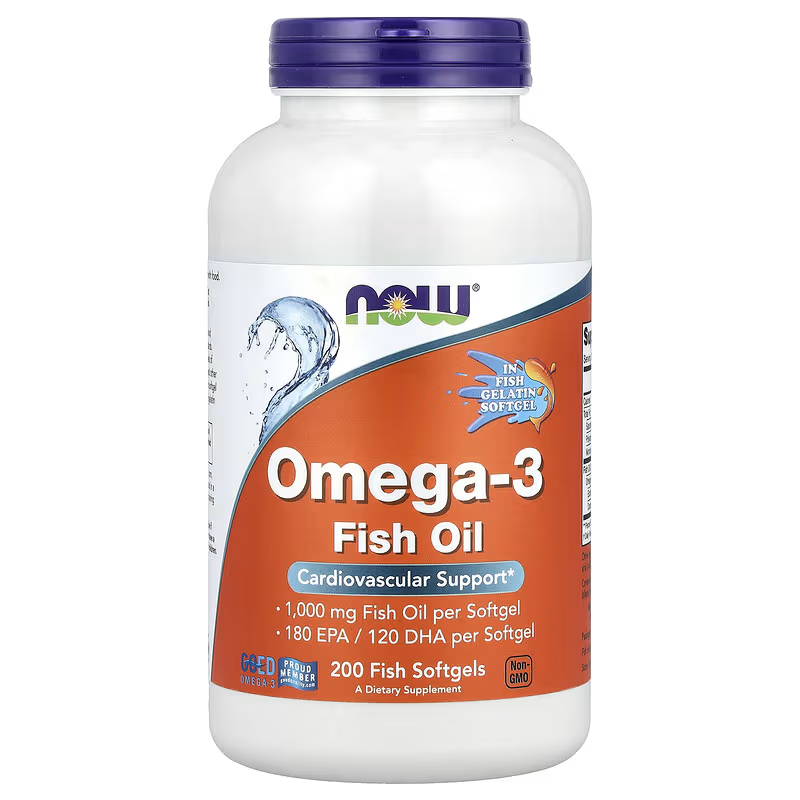 now®
IN
FISH
GELATIN
SOFTGEL
Omega-3
Fish Oil
Cardiovascular Support*
• 1,000 mg Fish Oil per Softgel
• 180 EPA / 120 DHA per Softgel
GOED
OMEGA-3
PROUD
MEMBER
200 Fish Softgels
A Dietary Supplement
Non-
GMO